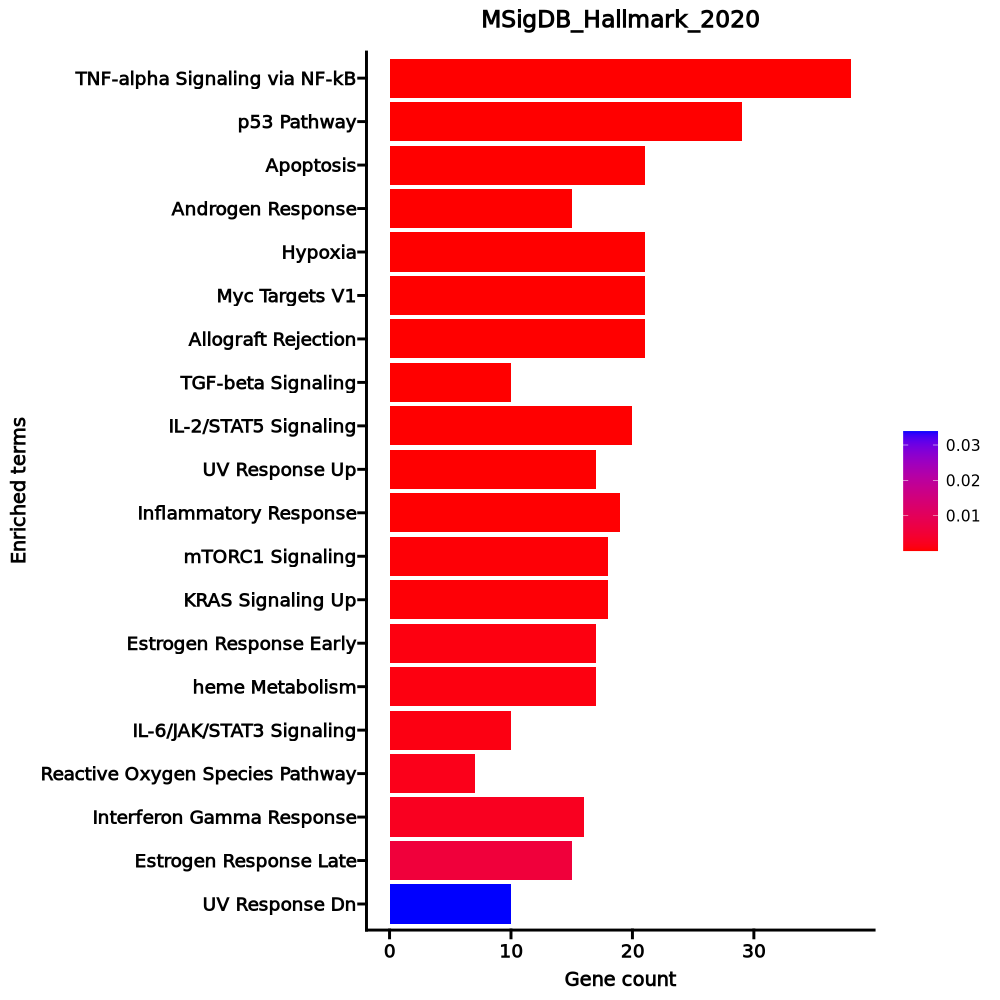 MSigDB_Hallmark_2020
TNF-alpha Signaling via NF-kB
p53 Pathway
Apoptosis
Androgen Response
Hypoxia
Myc Targets V1
Allograft Rejection
TGF-beta Signaling
IL-2/STAT5 Signaling
UV Response Up
Inflammatory Response
mTORC1 Signaling
KRAS Signaling Up
Estrogen Response Early
heme Metabolism
IL-6/JAK/STAT3 Signaling
Reactive Oxygen Species Pathway
Interferon Gamma Response
Estrogen Response Late
UV Response Dn
Enriched terms
0 10 20 30
Gene count
0.03
0.02
0.01